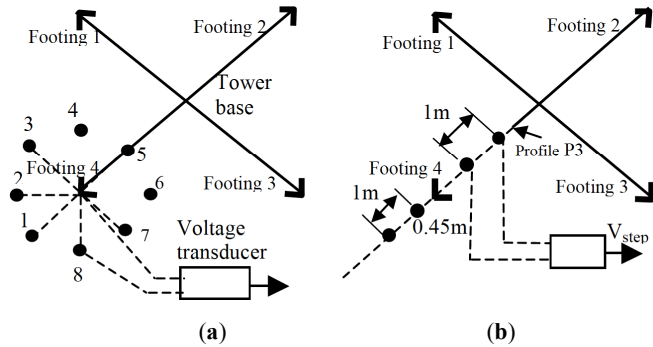 Footing 1
Footing 2
Tower
base
3
4
5
Footing 4
2
6
Footing 3
1
7
8
Voltage
transducer
(a)
Footing 1
Footing 2
1m
Profile P3
Footing 4
Footing 3
1m
0.45m
Vstep
(b)